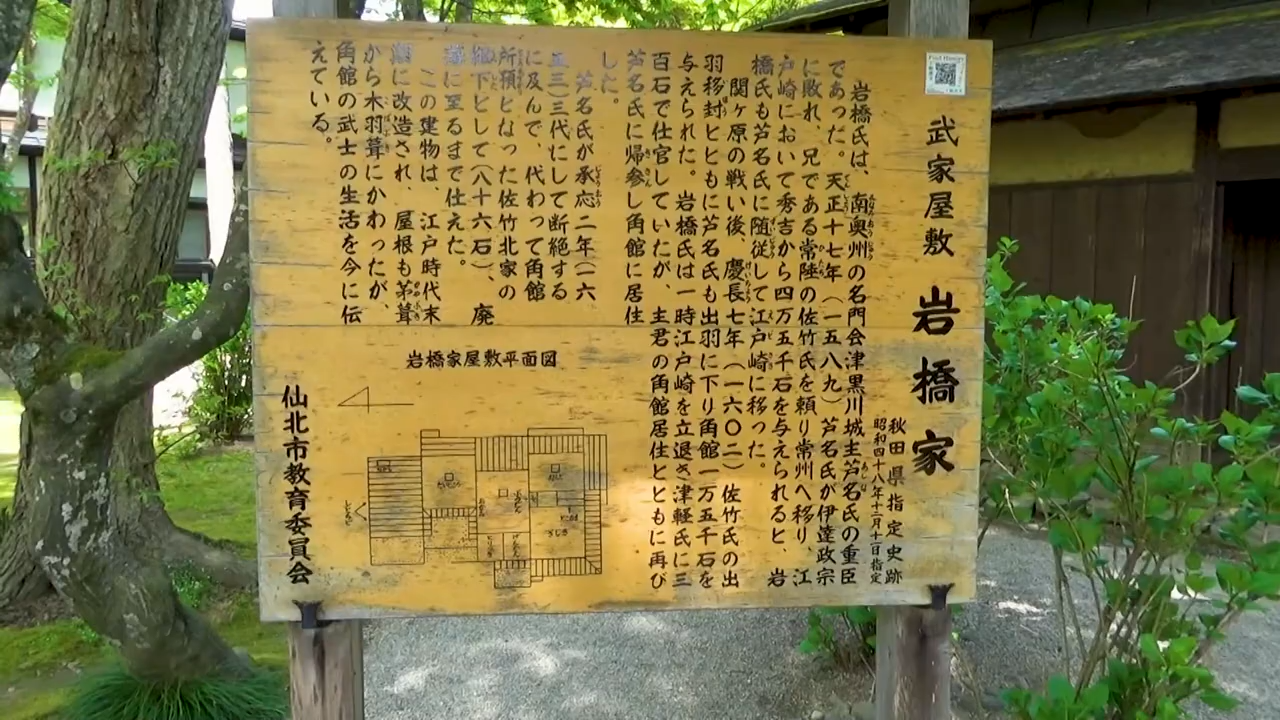 武家屋敷 岩橋家
秋田県指定史跡
昭和四十八年十二月十一日指定
岩橋氏は、南奥州の名門会津黒川城主芦名氏の重臣
であった。天正十七年（一五八九）芦名氏が伊達政宗
に敗れ、兄である常陸の佐竹氏を頼り常州へ移り、江
戸崎において秀吉から四万五千石を与えられると、岩
橋氏も芦名氏に随従して江戸崎に移った。
関ヶ原の戦い後、慶長七年（一六〇二）佐竹氏の出
羽移封とともに芦名氏も出羽に下り角館一万五千石を
与えられた。岩橋氏は一時江戸崎を立退き津軽氏に三
百石で仕官していたが、主君の角館居住とともに再び
芦名氏に帰参し角館に居住
した。
芦名氏が承応二年（一六
五三）三代にして断絶する
に及んで、代わって角館
所預となった佐竹北家の
組下として（八十六石）、廃
藩に至るまで仕えた。
この建物は、江戸時代末
期に改造され、屋根も茅葺
から木羽葺にかわったが、
角館の武士の生活を今に伝
えている。
岩橋家屋敷平面図
仙北市教育委員会